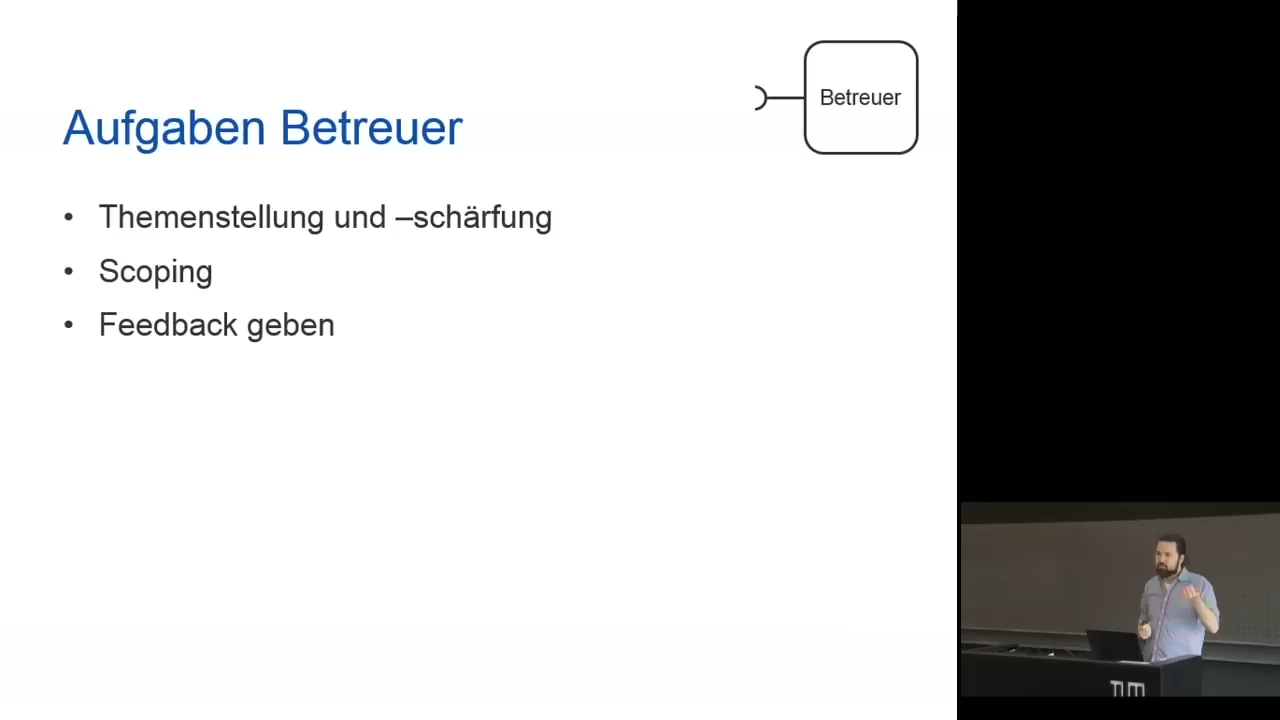 Betreuer
Aufgaben Betreuer
• Themenstellung und –schärfung
• Scoping
• Feedback geben
TUM